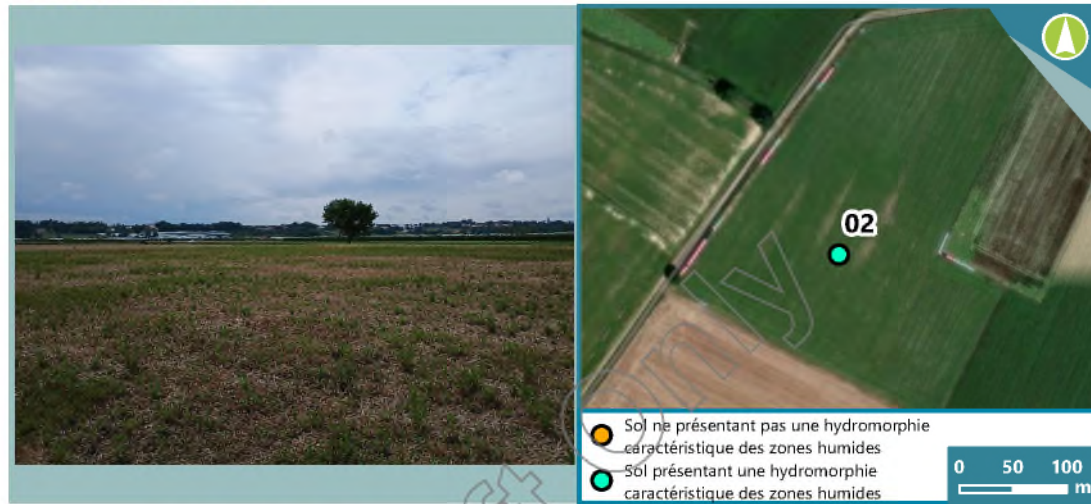 02
Sol ne présentant pas une hydromorphie
caractéristique des zones humides
Sol présentant une hydromorphie
caractéristique des zones humides
0 50 100
m
Only